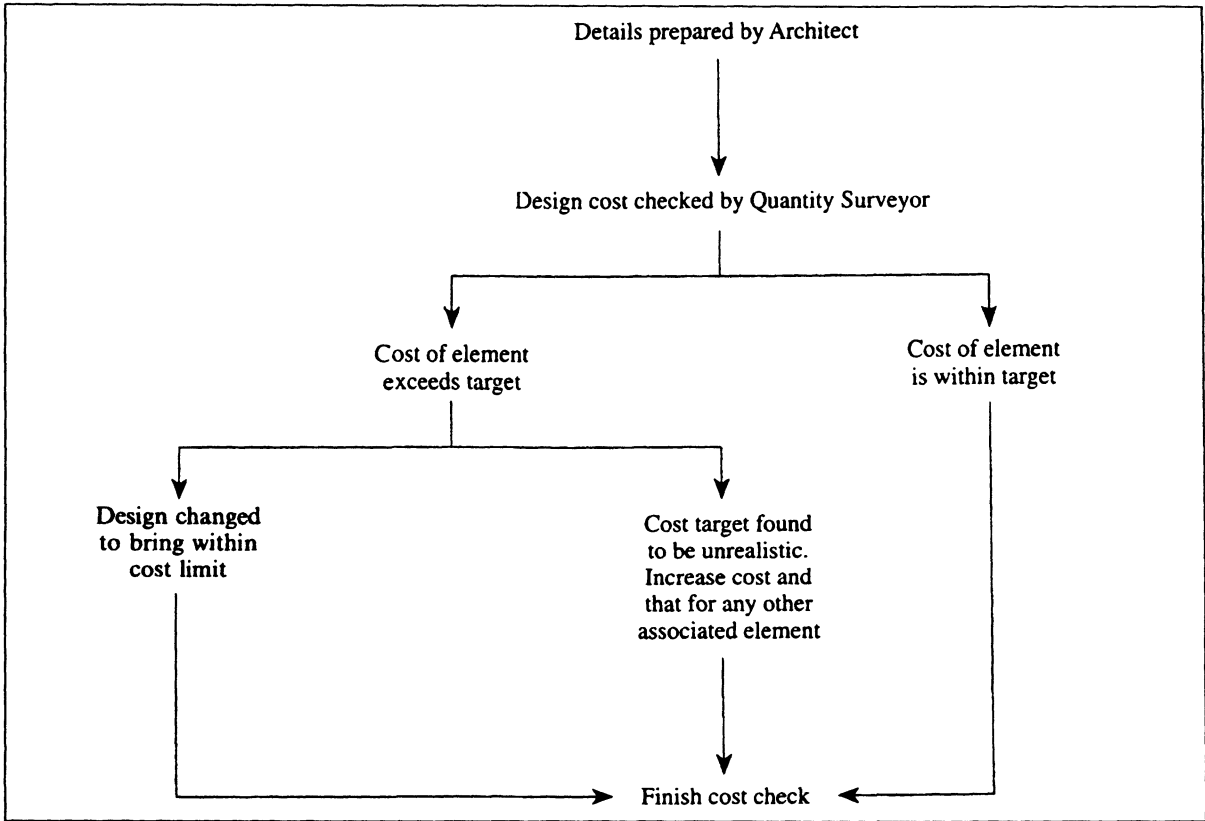 Details prepared by Architect
Design cost checked by Quantity Surveyor
Cost of element
exceeds target
Cost of element
is within target
Design changed
to bring within
cost limit
Cost target found
to be unrealistic.
Increase cost and
that for any other
associated element
Finish cost check